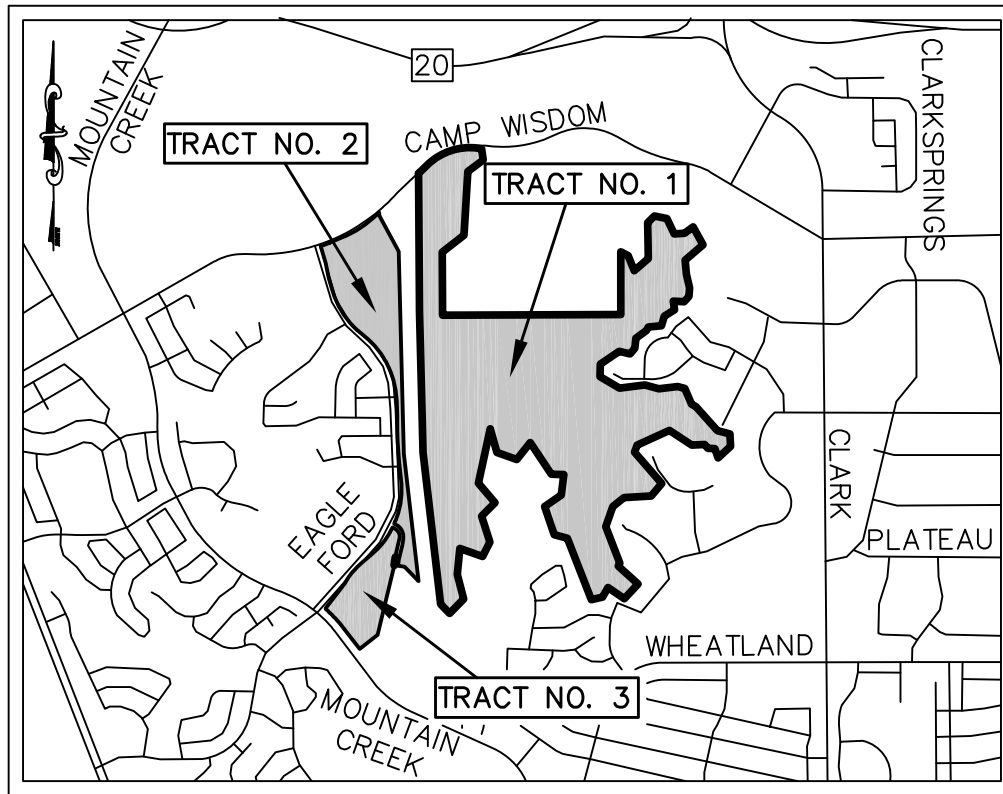 20
MOUNTAIN
CREEK
CLARKSPRINGS
CAMP WISDOM
TRACT NO. 2
TRACT NO. 1
EAGLE
FORD
CLARK
PLATEAU
WHEATLAND
TRACT NO. 3
MOUNTAIN
CREEK